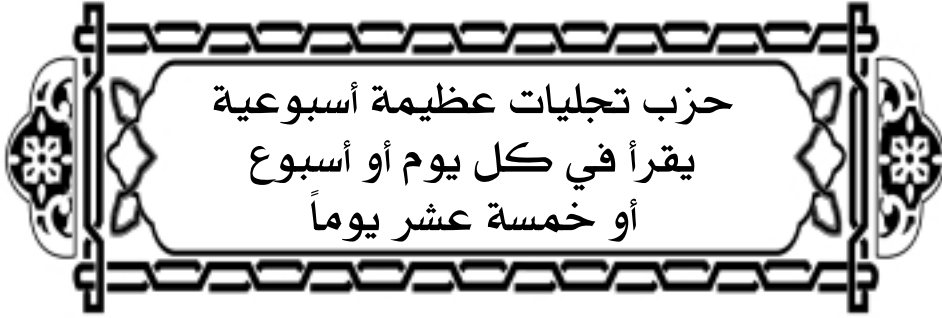 حزب تجليات عظيمة أسبوعية
يقرأ في كل يوم أو أسبوع
أو خمسة عشر يوماً